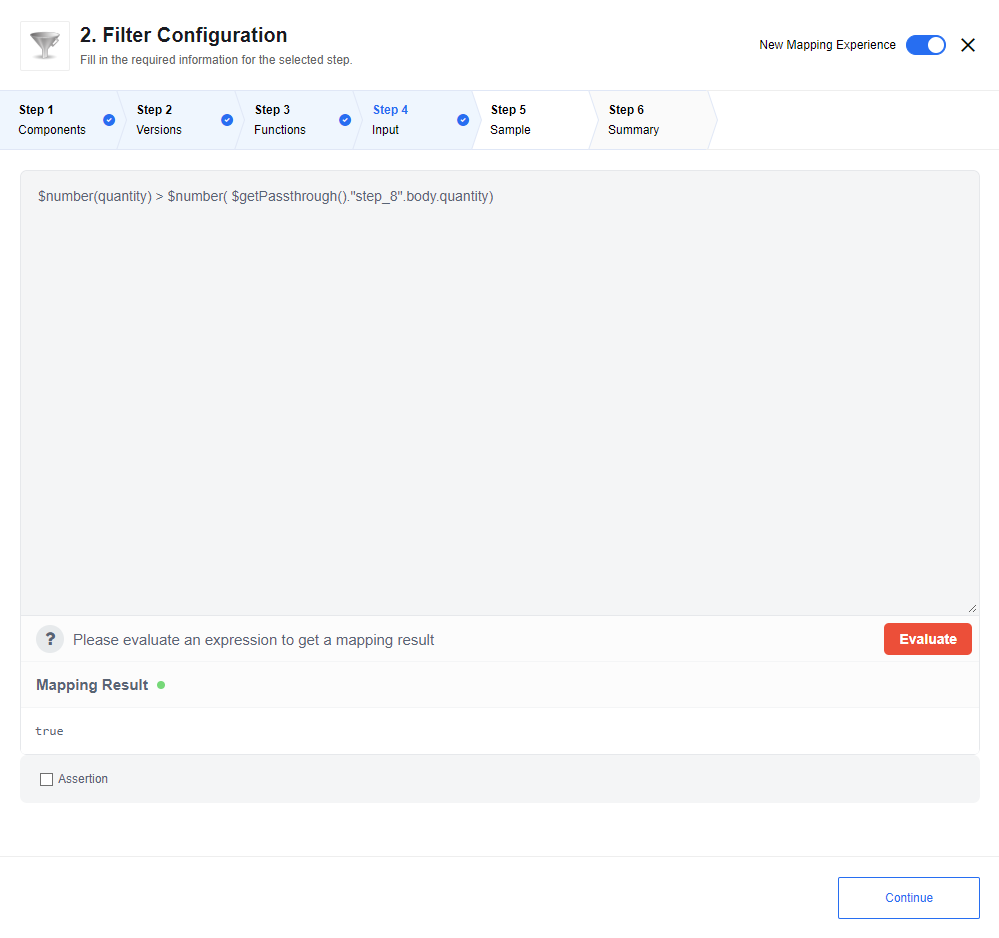 2. Filter Configuration
Fill in the required information for the selected step.
New Mapping Experience
Step 1
Components
Step 2
Versions
Step 3
Functions
Step 4
Input
Step 5
Sample
Step 6
Summary
$number(quantity) > $number( $getPassthrough()."step_8".body.quantity)
? Please evaluate an expression to get a mapping result
Evaluate
Mapping Result
true
Assertion
Continue